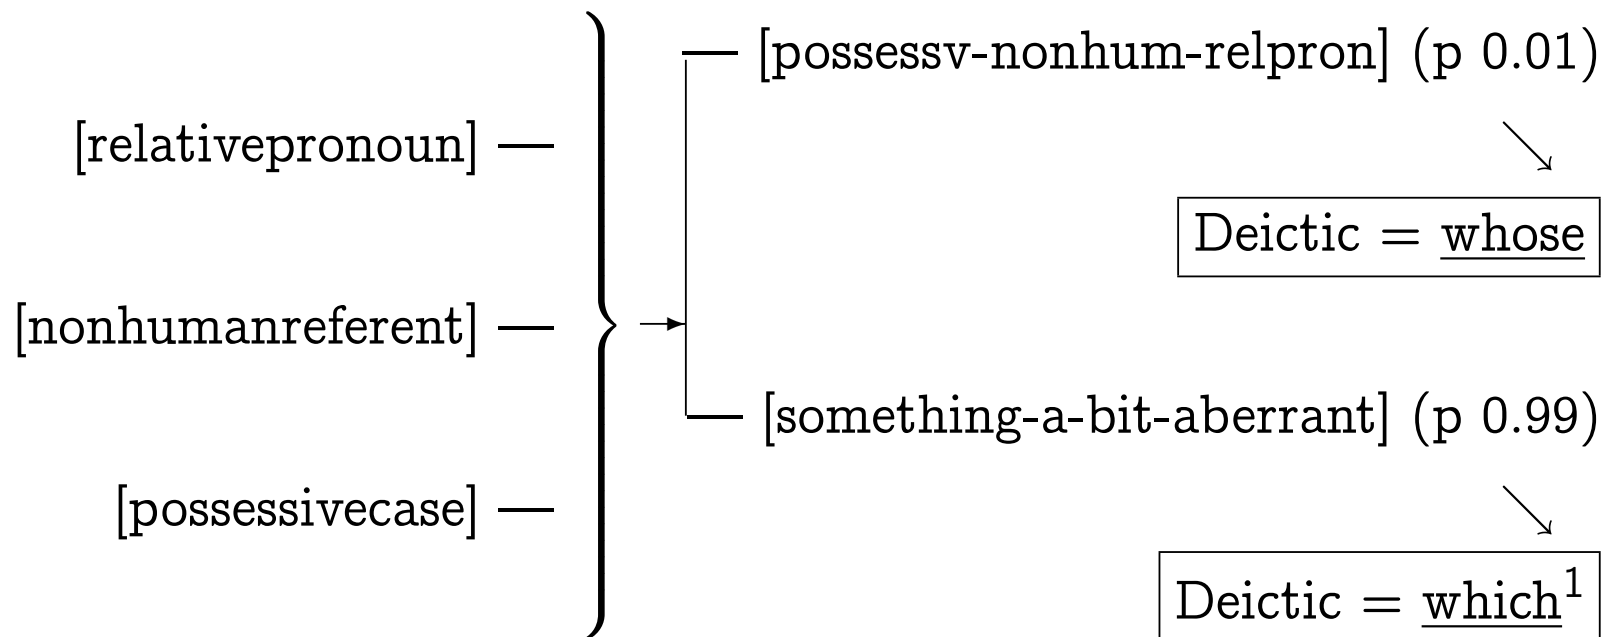 [possessv-nonhum-relpron] (p 0.01)
[relativepronoun]
Deictic = whose
[nonhumanreferent]
[something-a-bit-aberrant] (p 0.99)
[possessivecase]
Deictic = which¹